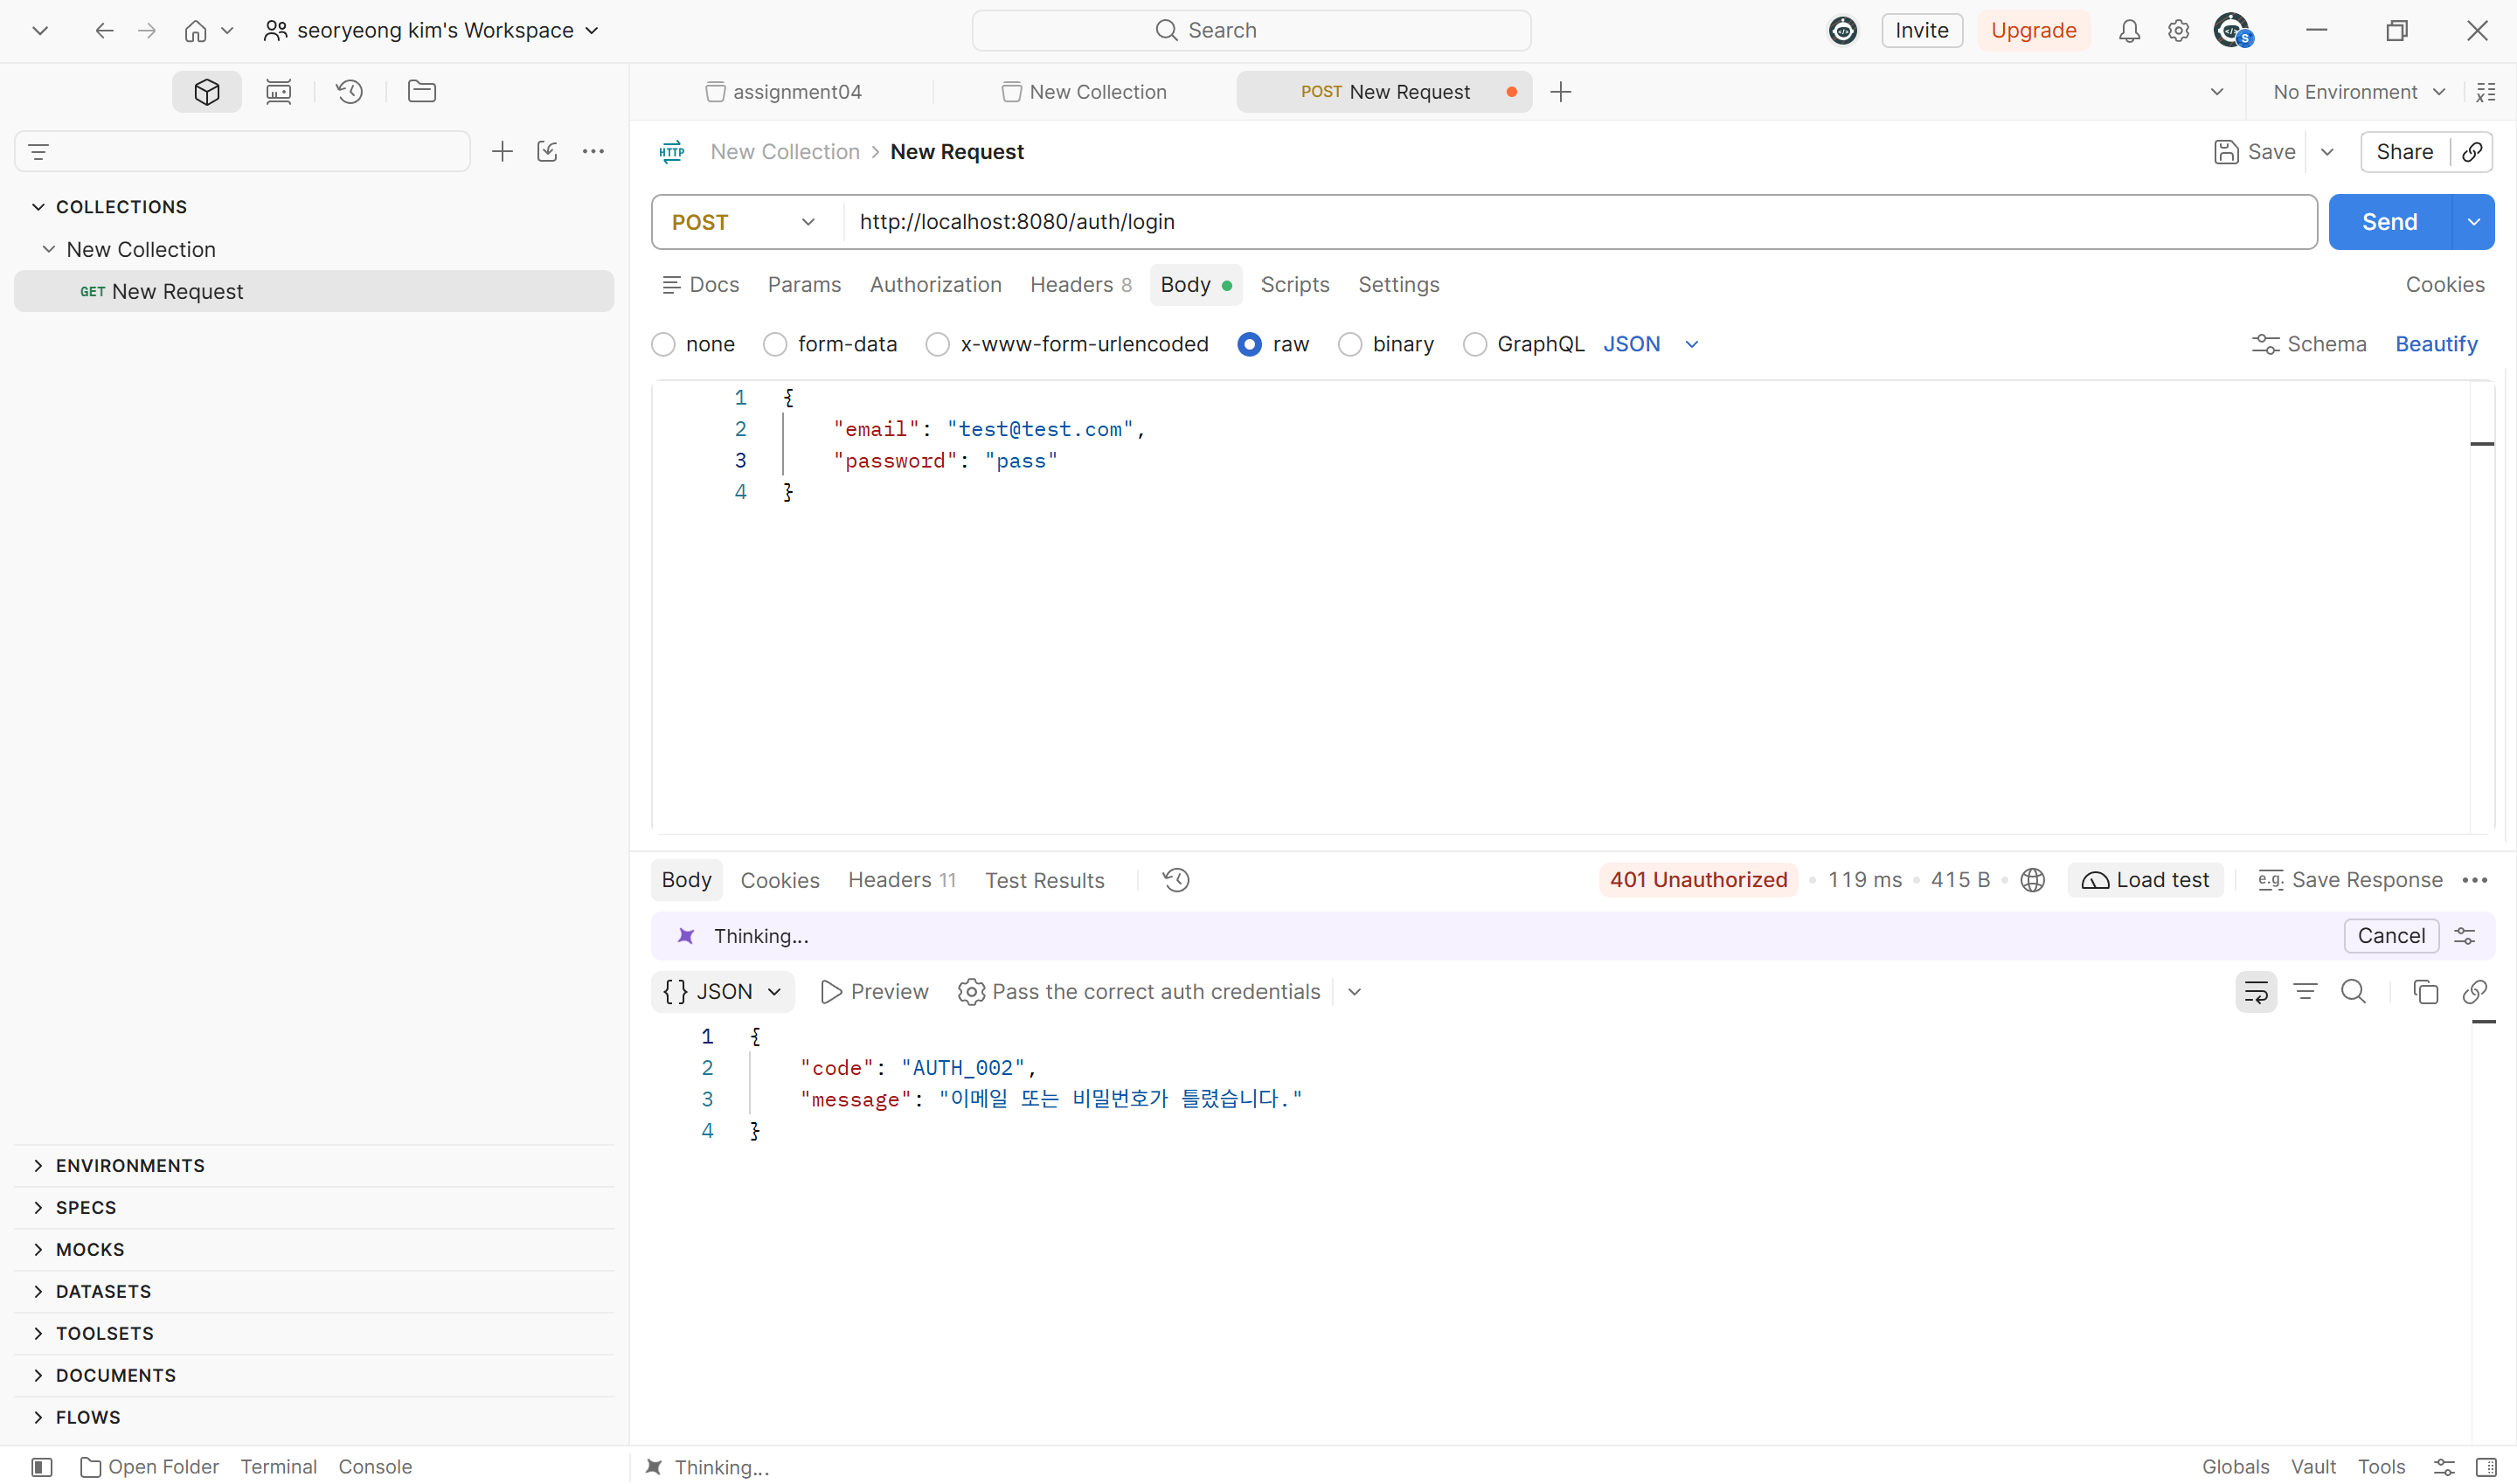 seoryeong kim's Workspace
Search
Invite
Upgrade
S
assignment04
New Collection
POST New Request
No Environment
HTTP
New Collection > New Request
Save
Share
COLLECTIONS
New Collection
GET New Request
POST
http://localhost:8080/auth/login
Send
Docs
Params
Authorization
Headers 8
Body
Scripts
Settings
Cookies
none
form-data
x-www-form-urlencoded
raw
binary
GraphQL
JSON
Schema
Beautify
1 {
2 "email": "test@test.com",
3 "password": "pass"
4 }
Body
Cookies
Headers 11
Test Results
401 Unauthorized
119 ms
415 B
Load test
e.g. Save Response
Thinking...
Cancel
{} JSON
Preview
Pass the correct auth credentials
1 {
2 "code": "AUTH_002",
3 "message": "이메일 또는 비밀번호가 틀렸습니다."
4 }
ENVIRONMENTS
SPECS
MOCKS
DATASETS
TOOLSETS
DOCUMENTS
FLOWS
Open Folder
Terminal
Console
Thinking...
Globals
Vault
Tools